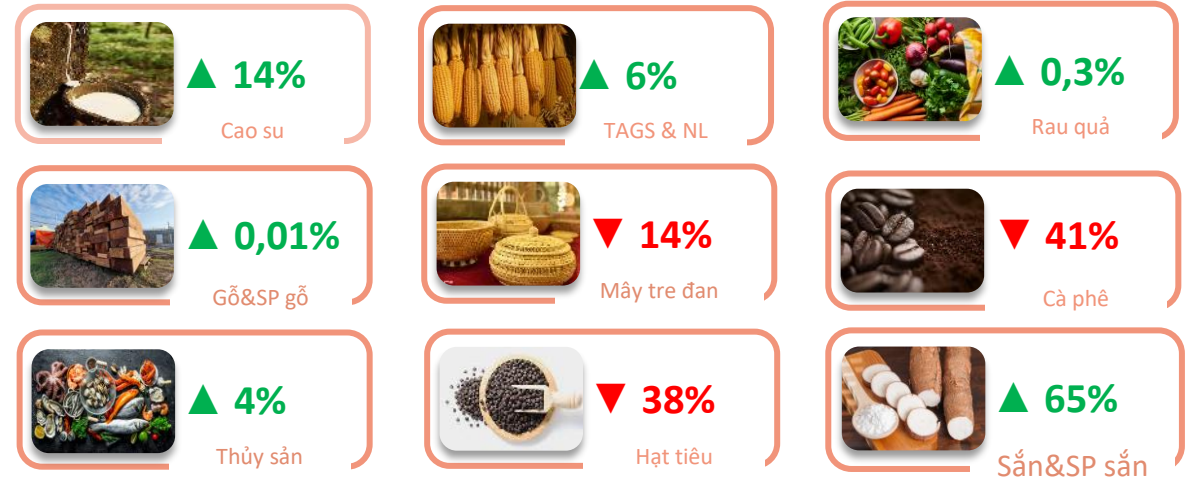 ▲ 14%
Cao su
▲ 6%
TAGS & NL
▲ 0,3%
Rau quả
▲ 0,01%
Gỗ&SP gỗ
▼ 14%
Mây tre đan
▼ 41%
Cà phê
▲ 4%
Thủy sản
▼ 38%
Hạt tiêu
▲ 65%
Sắn&SP sắn